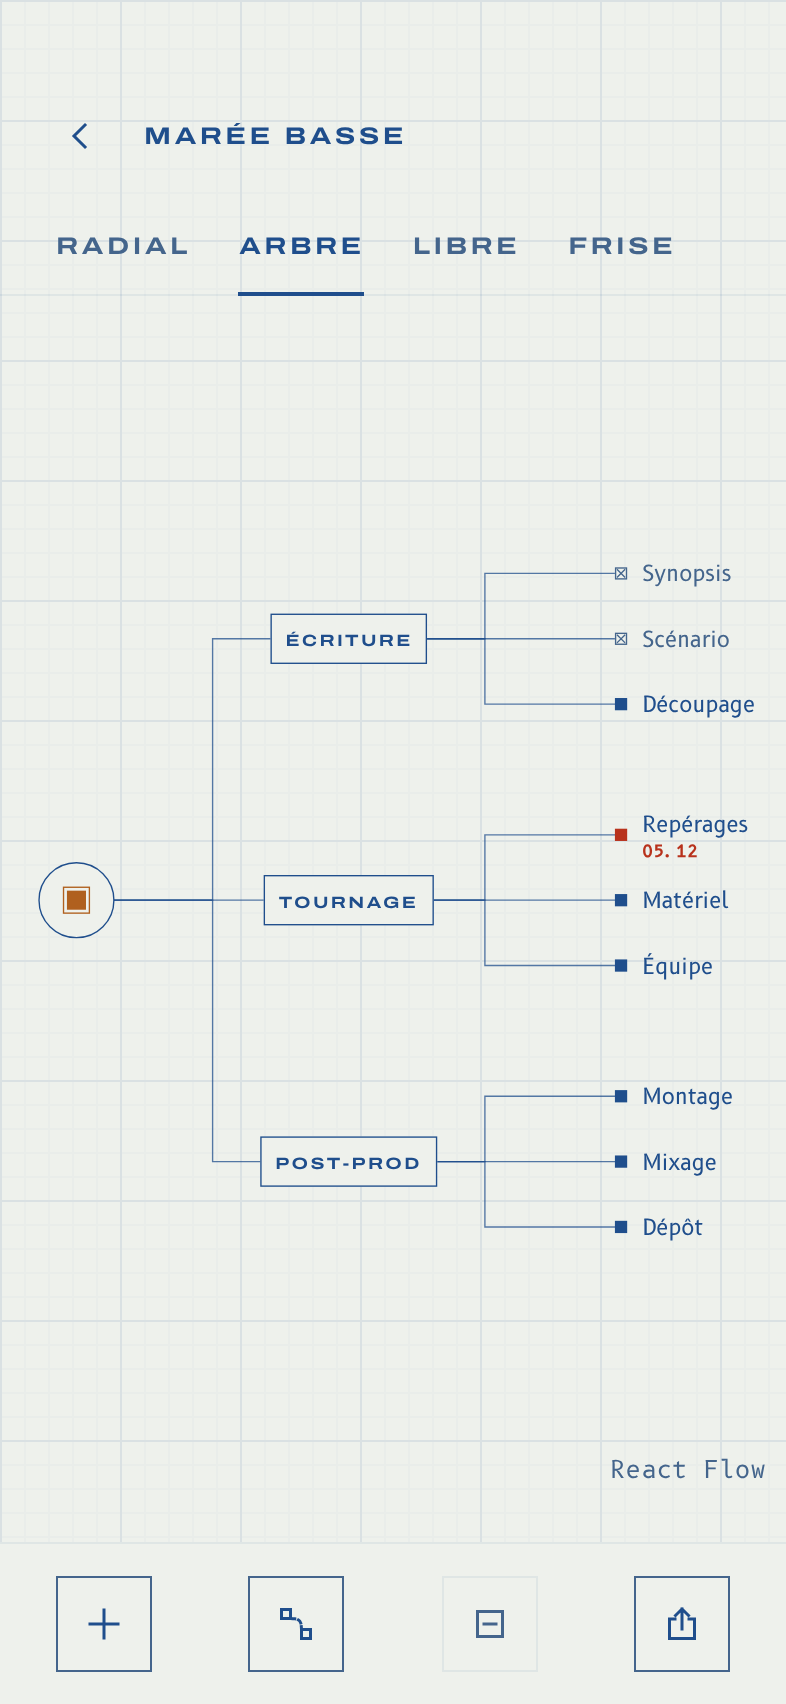 MARÉE BASSE
RADIAL ARBRE LIBRE FRISE
Synopsis
ÉCRITURE
Scénario
Découpage
Repérages
05. 12
TOURNAGE
Matériel
Équipe
Montage
POST-PROD
Mixage
Dépôt
React Flow